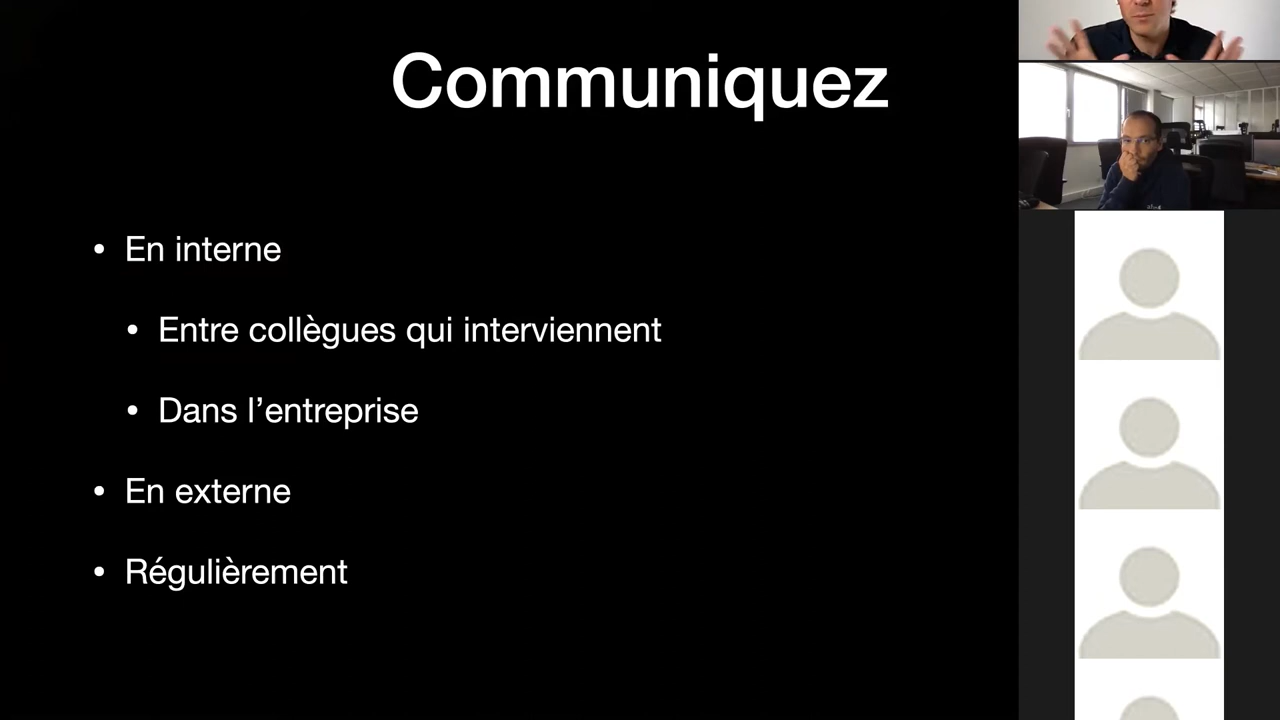 Communiquez
• En interne
• Entre collègues qui interviennent
• Dans l’entreprise
• En externe
• Régulièrement